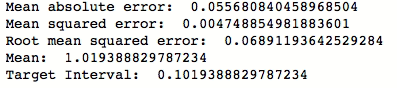 Mean absolute error:  0.055680840458968504
Mean squared error:  0.004748854981883601
Root mean squared error:  0.06891193642529284
Mean:  1.019388829787234
Target Interval:  0.1019388829787234